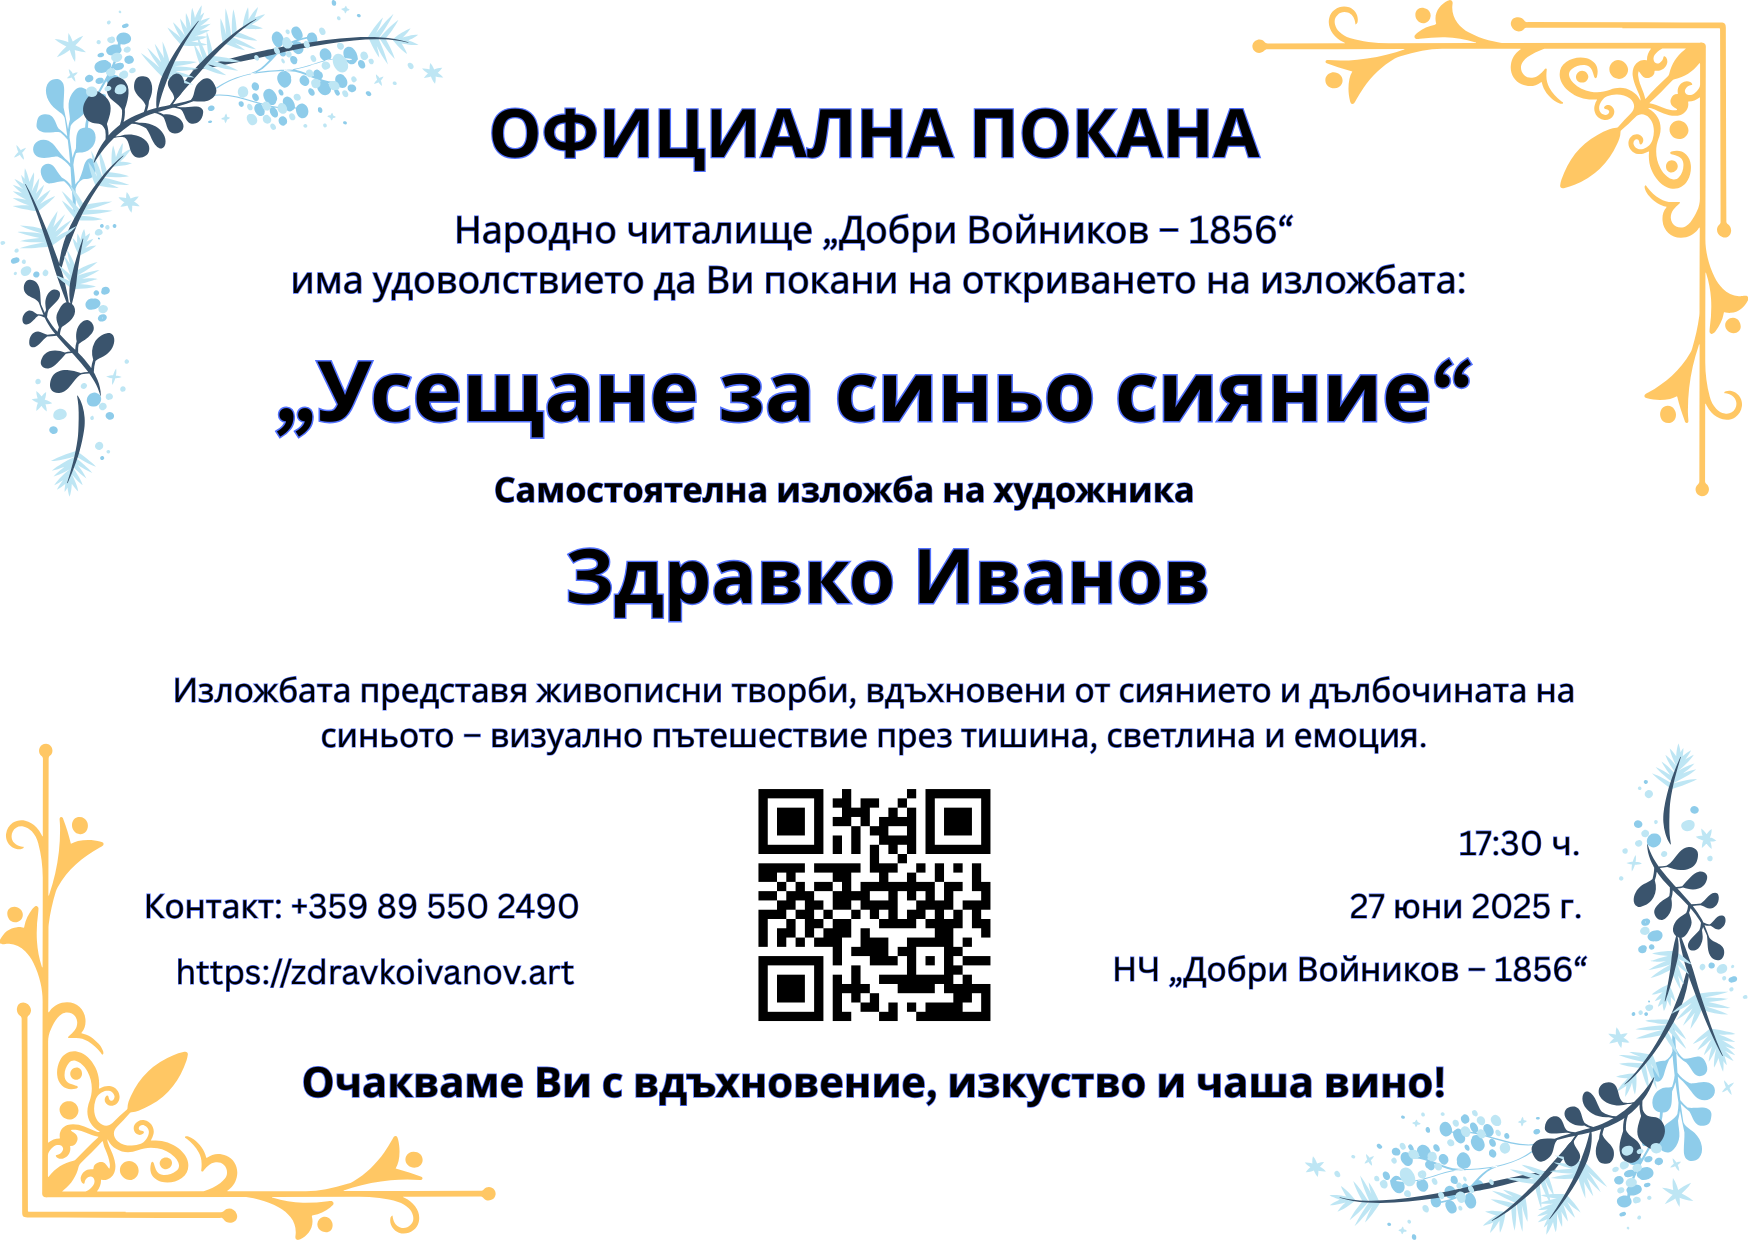 ОФИЦИАЛНА ПОКАНА
Народно читалище „Добри Войников – 1856“
има удоволствието да Ви покани на откриването на изложбата:
„Усещане за синьо сияние“
Самостоятелна изложба на художника
Здравко Иванов
Изложбата представя живописни творби, вдъхновени от сиянието и дълбочината на
синьото – визуално пътешествие през тишина, светлина и емоция.
Контакт: +359 89 550 2490
https://zdravkoivanov.art
17:30 ч.
27 юни 2025 г.
НЧ „Добри Войников – 1856“
Очакваме Ви с вдъхновение, изкуство и чаша вино!